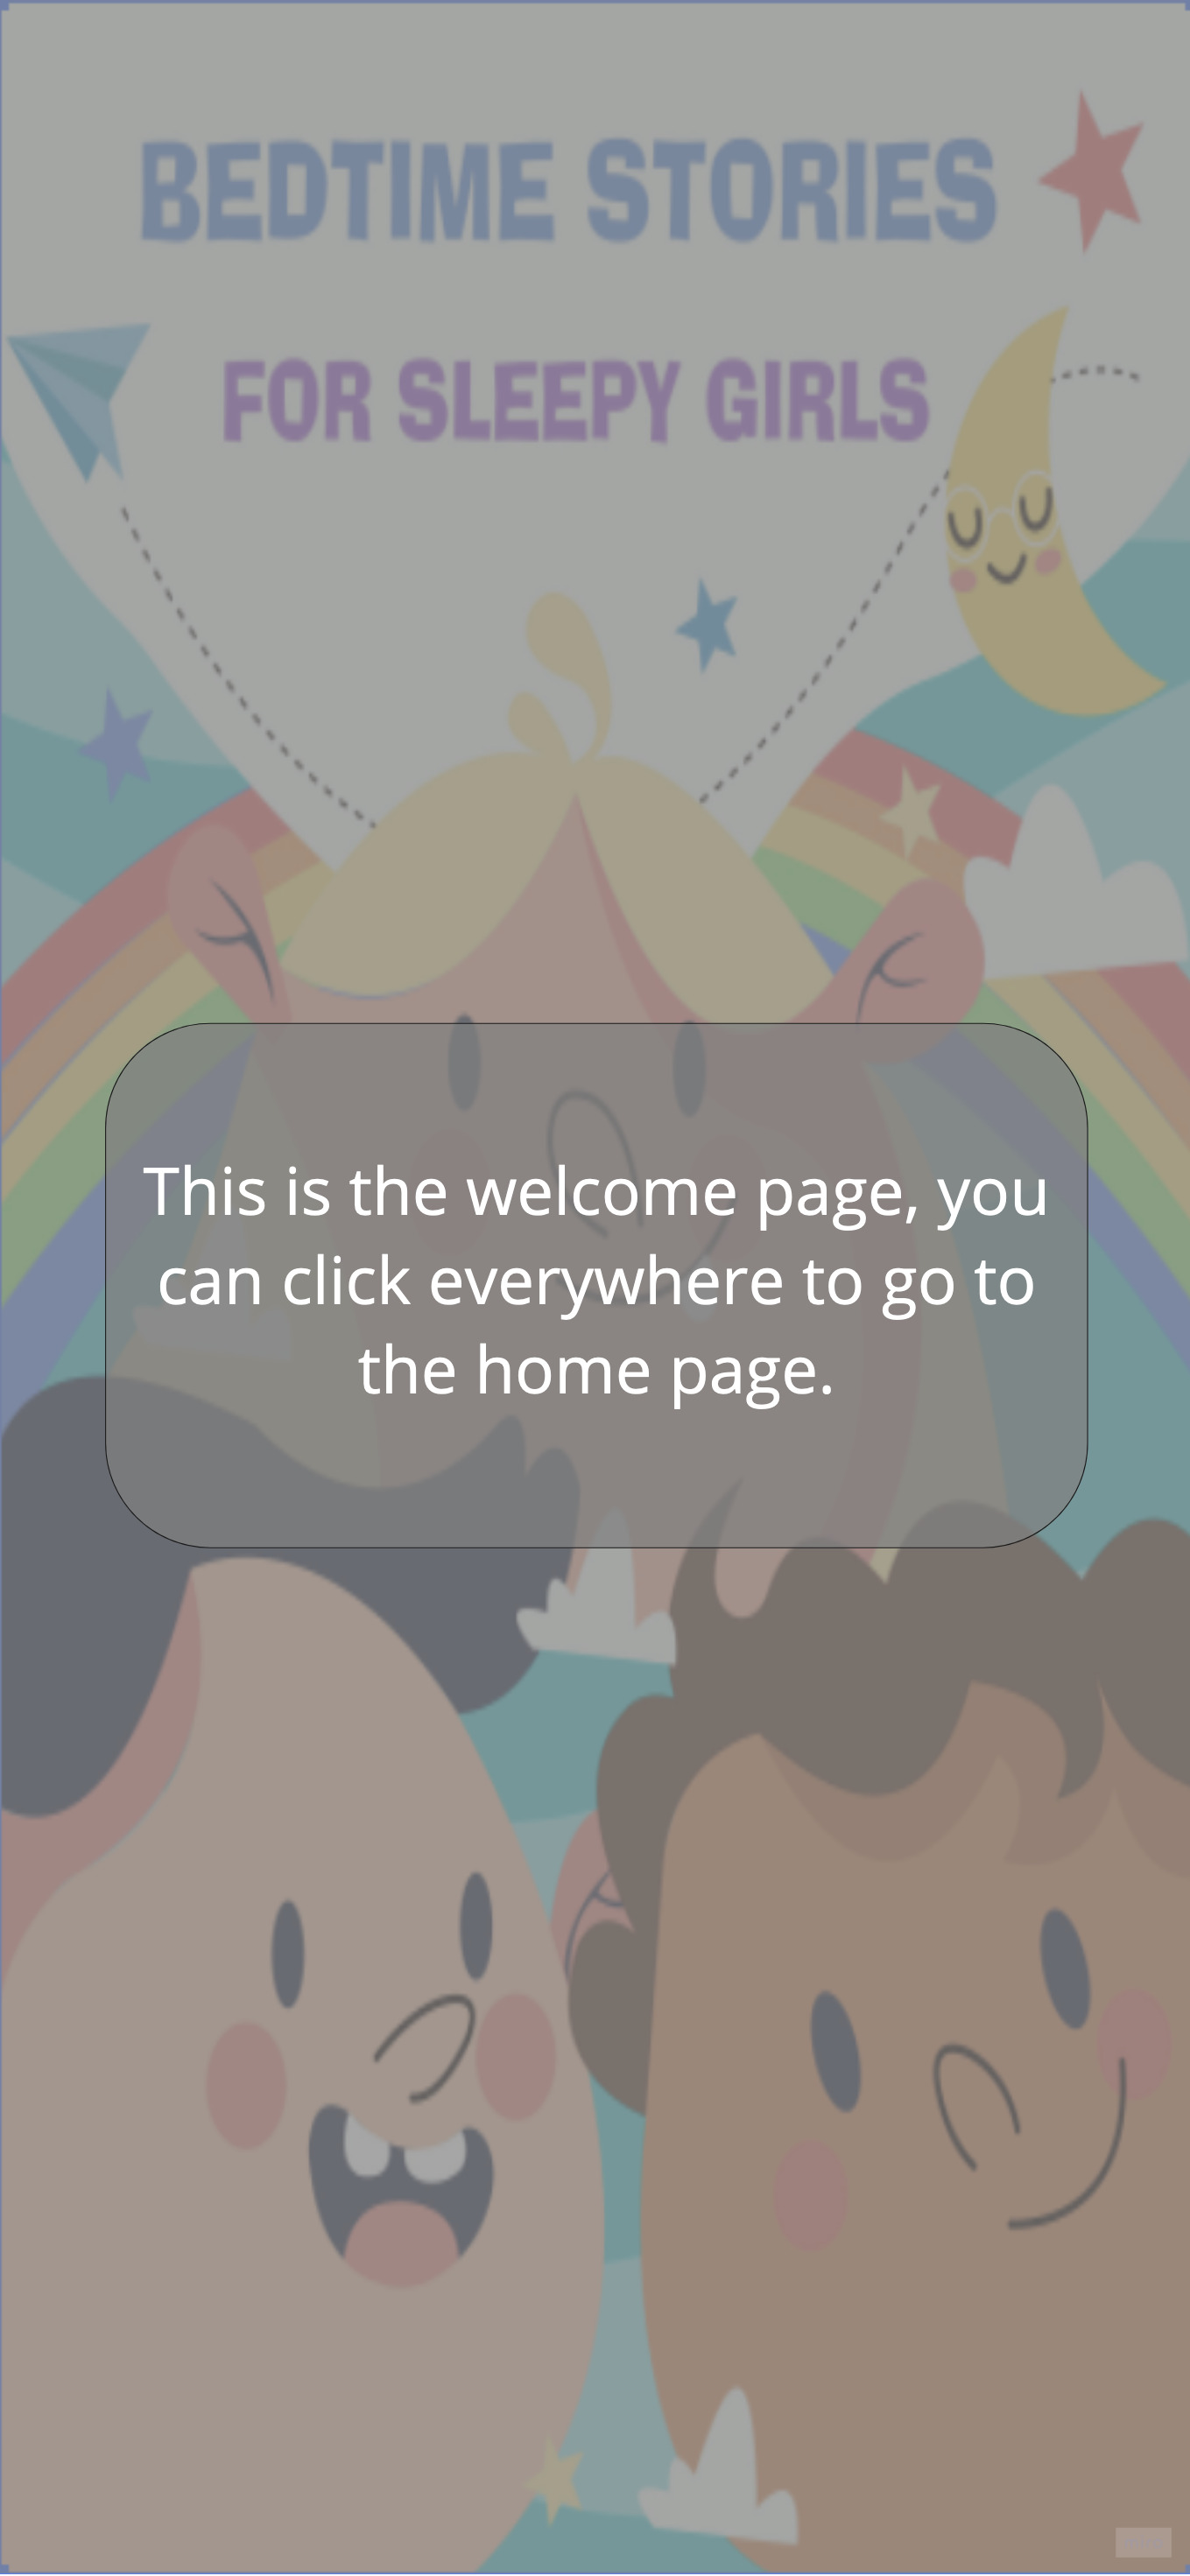 BEDTIME STORIES
FOR SLEEPY GIRLS
This is the welcome page, you
can click everywhere to go to
the home page.